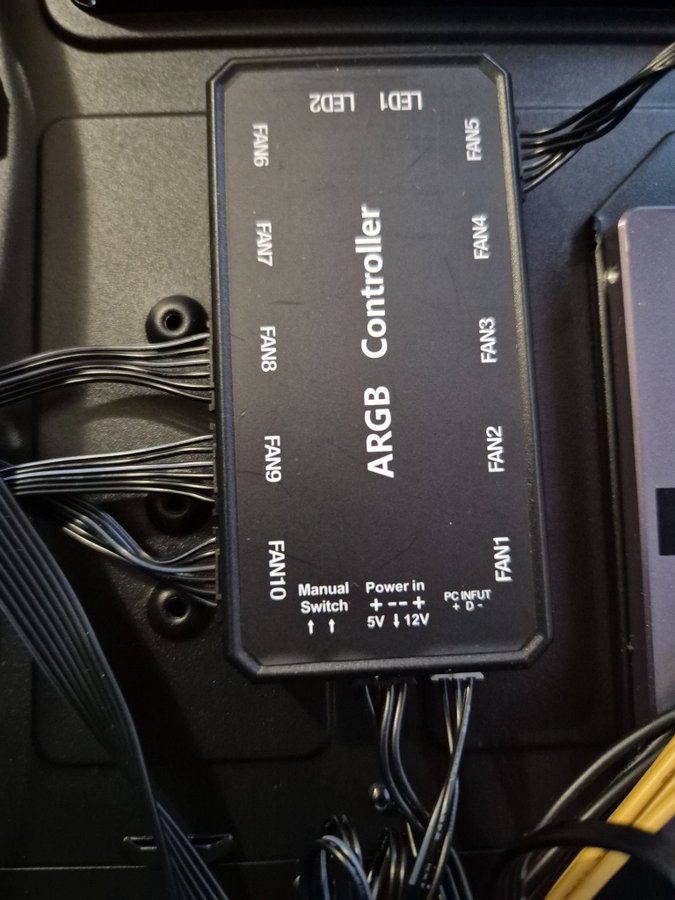 LED2
LED1
FAN6
FAN5
FAN7
FAN4
FAN8
FAN3
FAN9
FAN2
FAN10
FAN1
ARGB Controller
Manual
Switch
↑ ↑
Power in
+ -- +
5V ↓ 12V
PC INFUT
+ D -